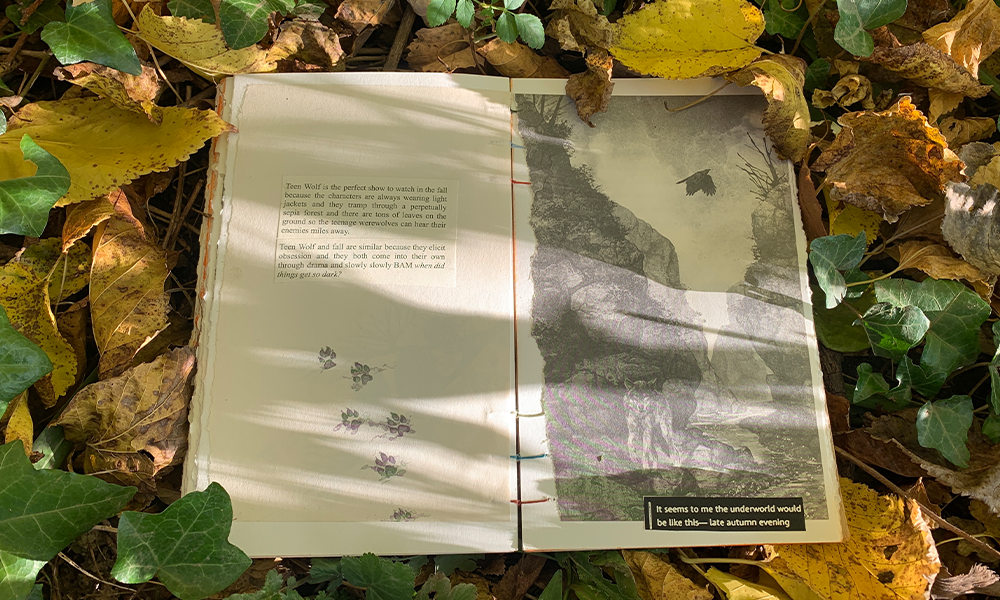 Teen Wolf is the perfect show to watch in the fall
because the characters are always wearing light
jackets and they tramp through a perpetually
sepia forest and there are tons of leaves on the
ground so the teenage werewolves can hear their
enemies miles away.
Teen Wolf and fall are similar because they elicit
obsession and they both come into their own
through drama and slowly slowly BAM when did
things get so dark?
It seems to me the underworld would
be like this— late autumn evening